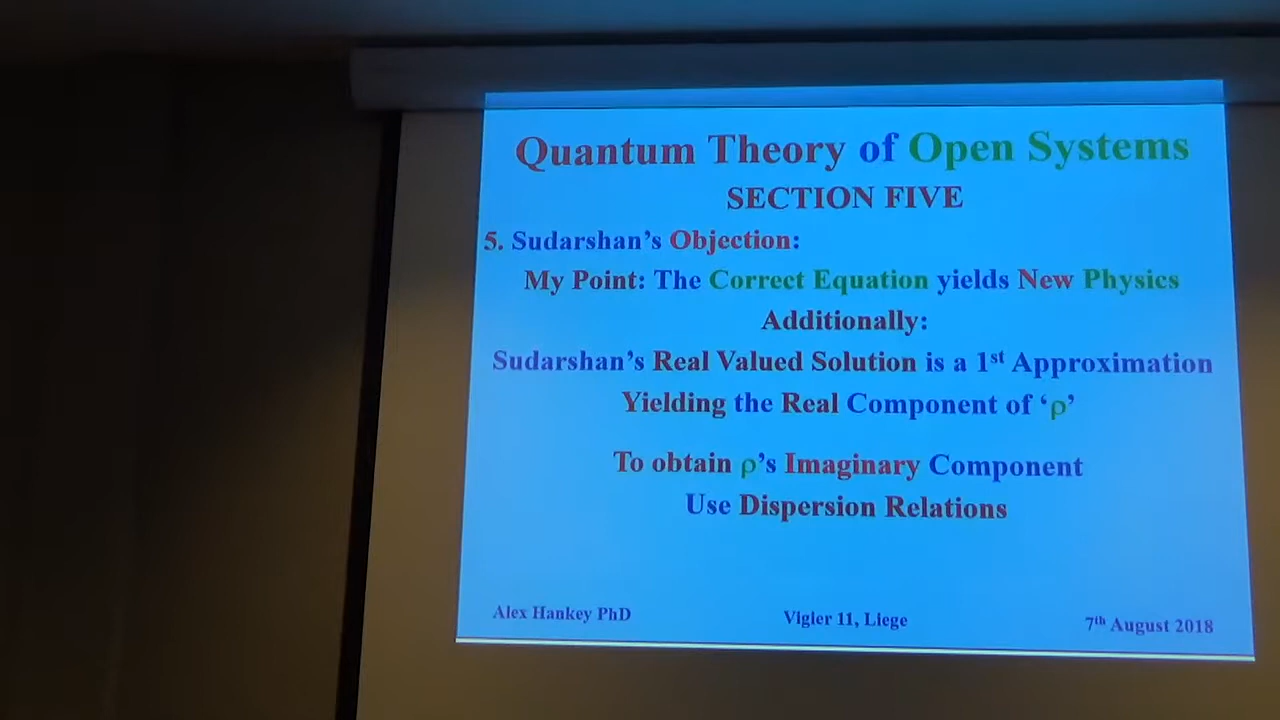 Quantum Theory of Open Systems
SECTION FIVE
5. Sudarshan's Objection:
My Point: The Correct Equation yields New Physics
Additionally:
Sudarshan's Real Valued Solution is a 1st Approximation
Yielding the Real Component of ‘ρ’
To obtain ρ’s Imaginary Component
Use Dispersion Relations
Alex Hankey PhD
Vigier 11, Liege
7th August 2018